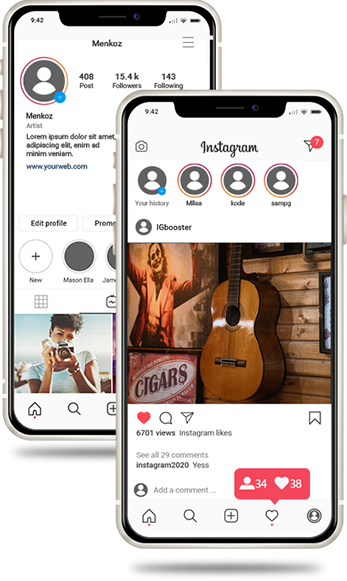 9:42
Menkoz
408
15.4 k
143
Post
Followers
Following
Menkoz
Artist
Lorem ipsum dolor sit amet,
adipiscing elit, enim ad
minim veniam.
www.yourweb.com
Edit profile
Promo
New
Mason Ella
Jame
9:42
Instagram
7
Your history
Mllea
kode
sampg
IGbooster
CIGARS
6701 views Instagram likes
See all 29 comments
instagram2020 Yess
Add a comment ...
34
38